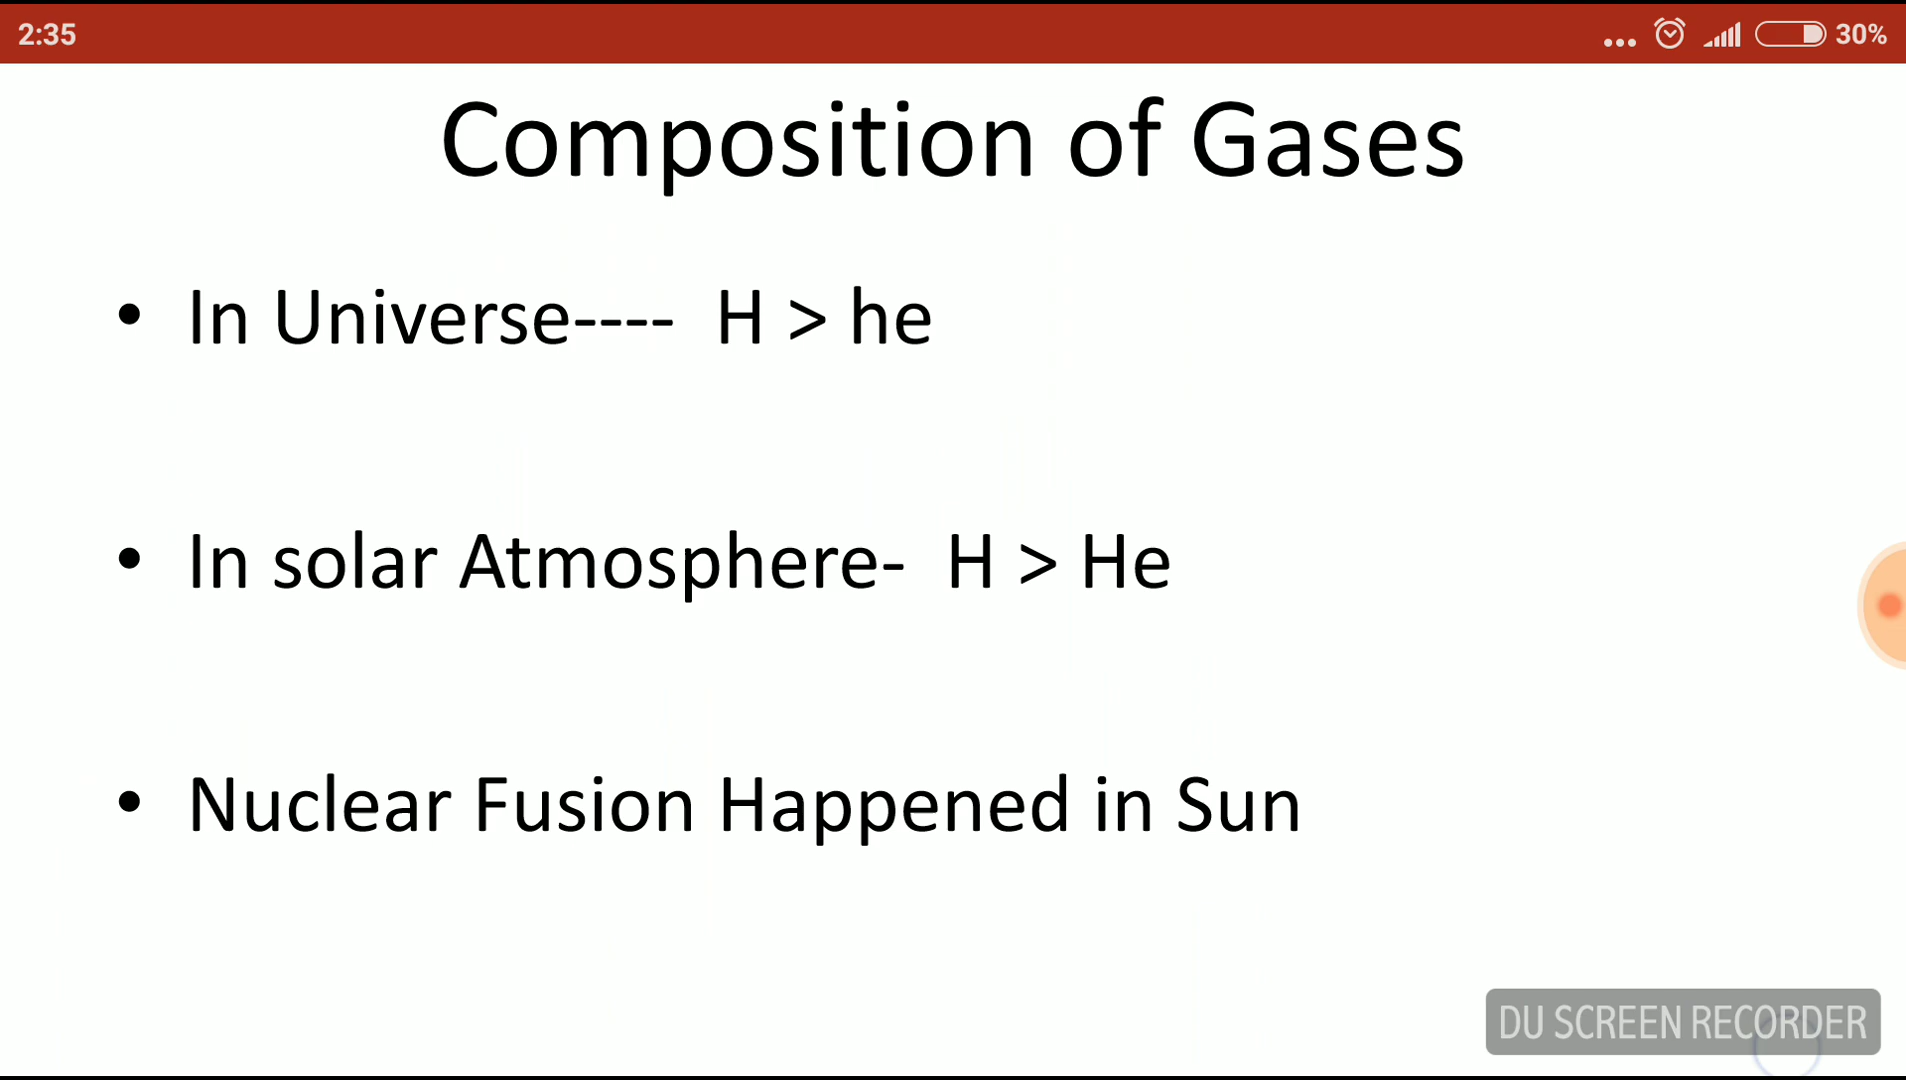 2:35
30%
Composition of Gases
• In Universe---- H > he
• In solar Atmosphere- H > He
• Nuclear Fusion Happened in Sun
DU SCREEN RECORDER